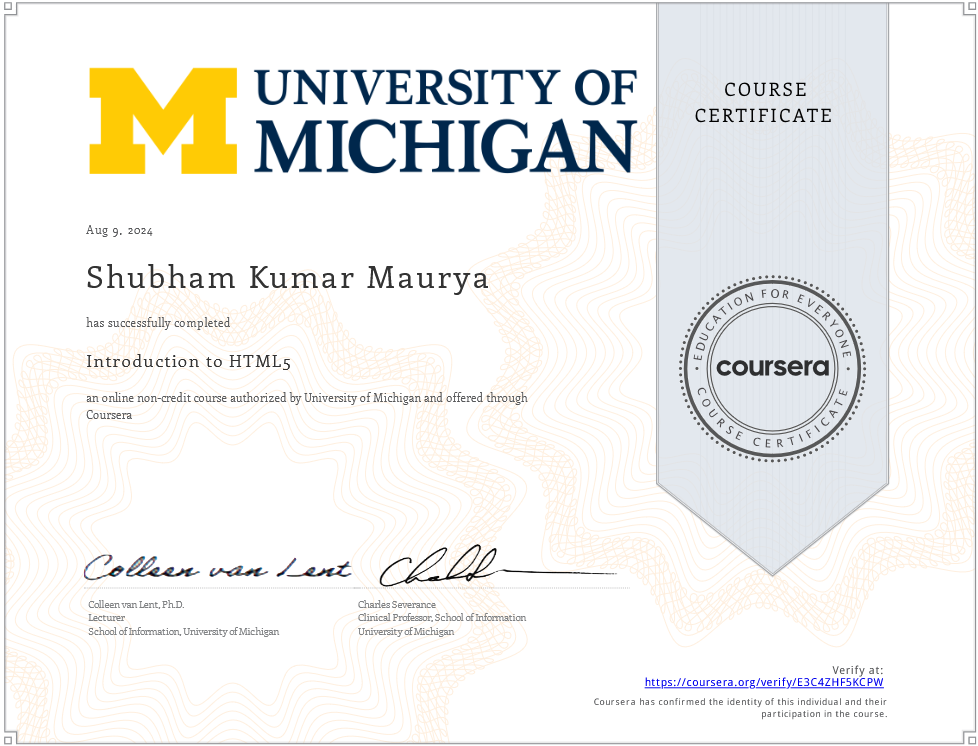 UNIVERSITY OF
MICHIGAN
COURSE
CERTIFICATE
Aug 9, 2024
Shubham Kumar Maurya
has successfully completed
Introduction to HTML5
an online non-credit course authorized by University of Michigan and offered through
Coursera
EDUCATION FOR EVERYONE
coursera
COURSE CERTIFICATE
Colleen van Lent
Colleen van Lent, Ph.D.
Lecturer
School of Information, University of Michigan
Charles Severance
Clinical Professor, School of Information
University of Michigan
Verify at:
https://coursera.org/verify/E3C4ZHF5KCPW
Coursera has confirmed the identity of this individual and their
participation in the course.